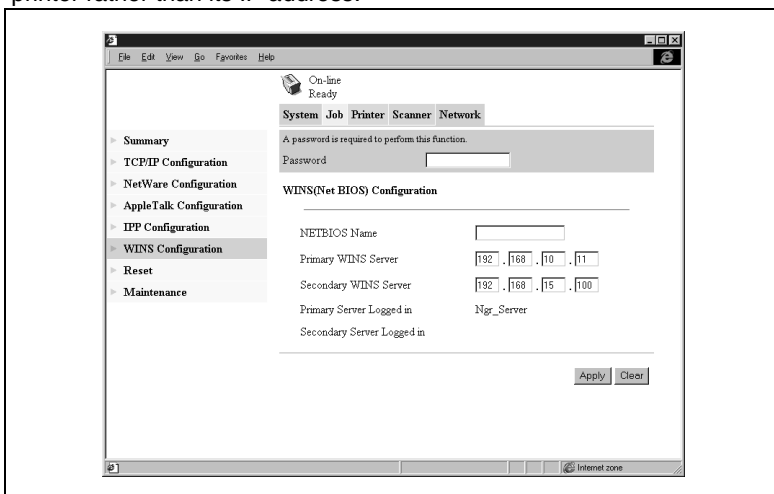 printer rather than its IP address.
File Edit View Go Favorites Help
On-line
Ready
System Job Printer Scanner Network
Summary
TCP/IP Configuration
NetWare Configuration
AppleTalk Configuration
IPP Configuration
WINS Configuration
Reset
Maintenance
A password is required to perform this function.
Password
WINS(Net BIOS) Configuration
NETBIOS Name
Primary WINS Server 192 . 168 . 10 . 11
Secondary WINS Server 192 . 168 . 15 . 100
Primary Server Logged in Ngr_Server
Secondary Server Logged in
Apply Clear
Internet zone